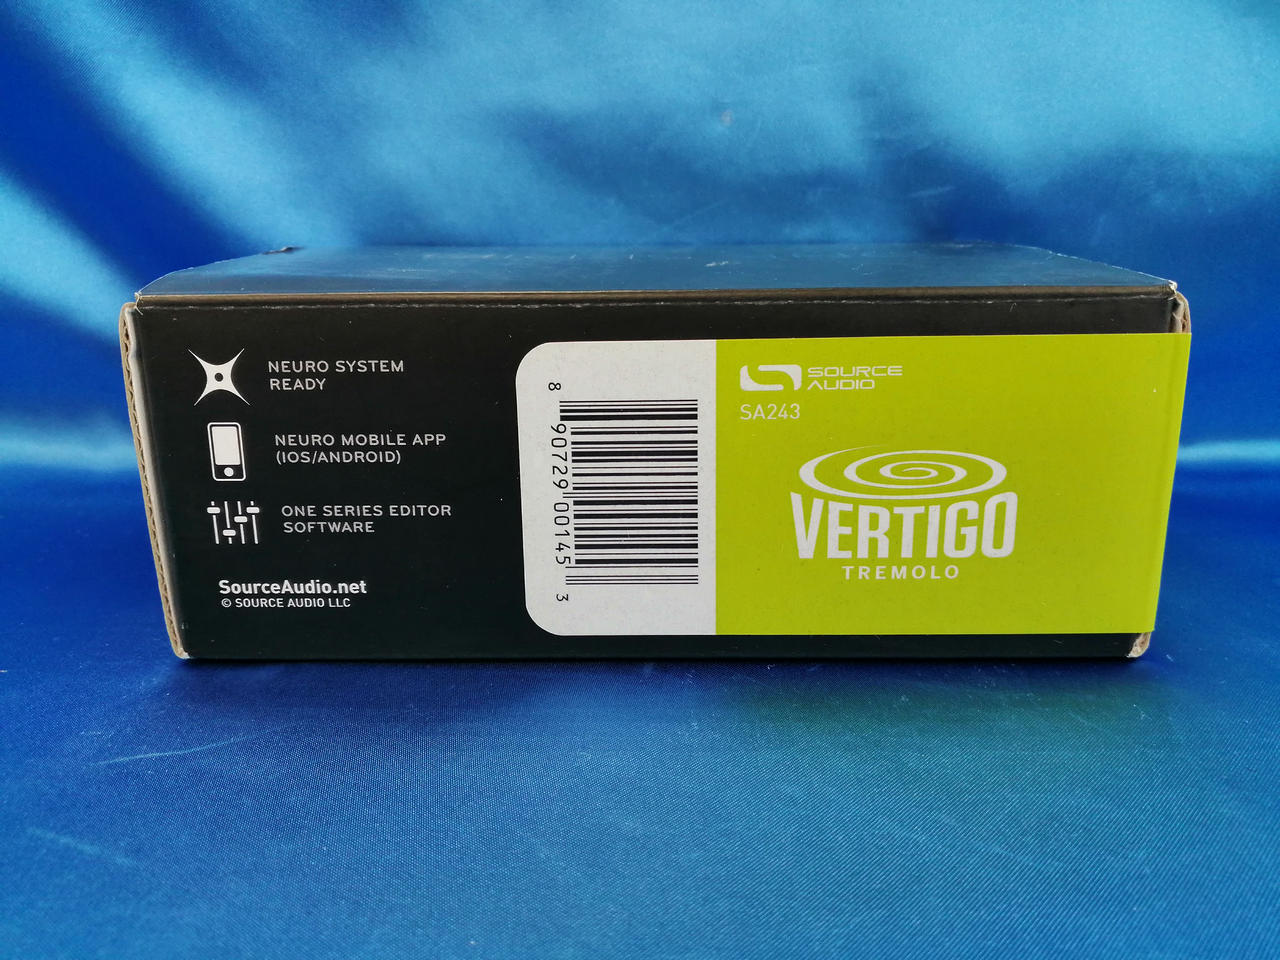 NEURO SYSTEM
READY
NEURO MOBILE APP
(IOS/ANDROID)
ONE SERIES EDITOR
SOFTWARE
SourceAudio.net
© SOURCE AUDIO LLC
8 90729 00145 3
SOURCE
AUDIO
SA243
VERTIGO
TREMOLO